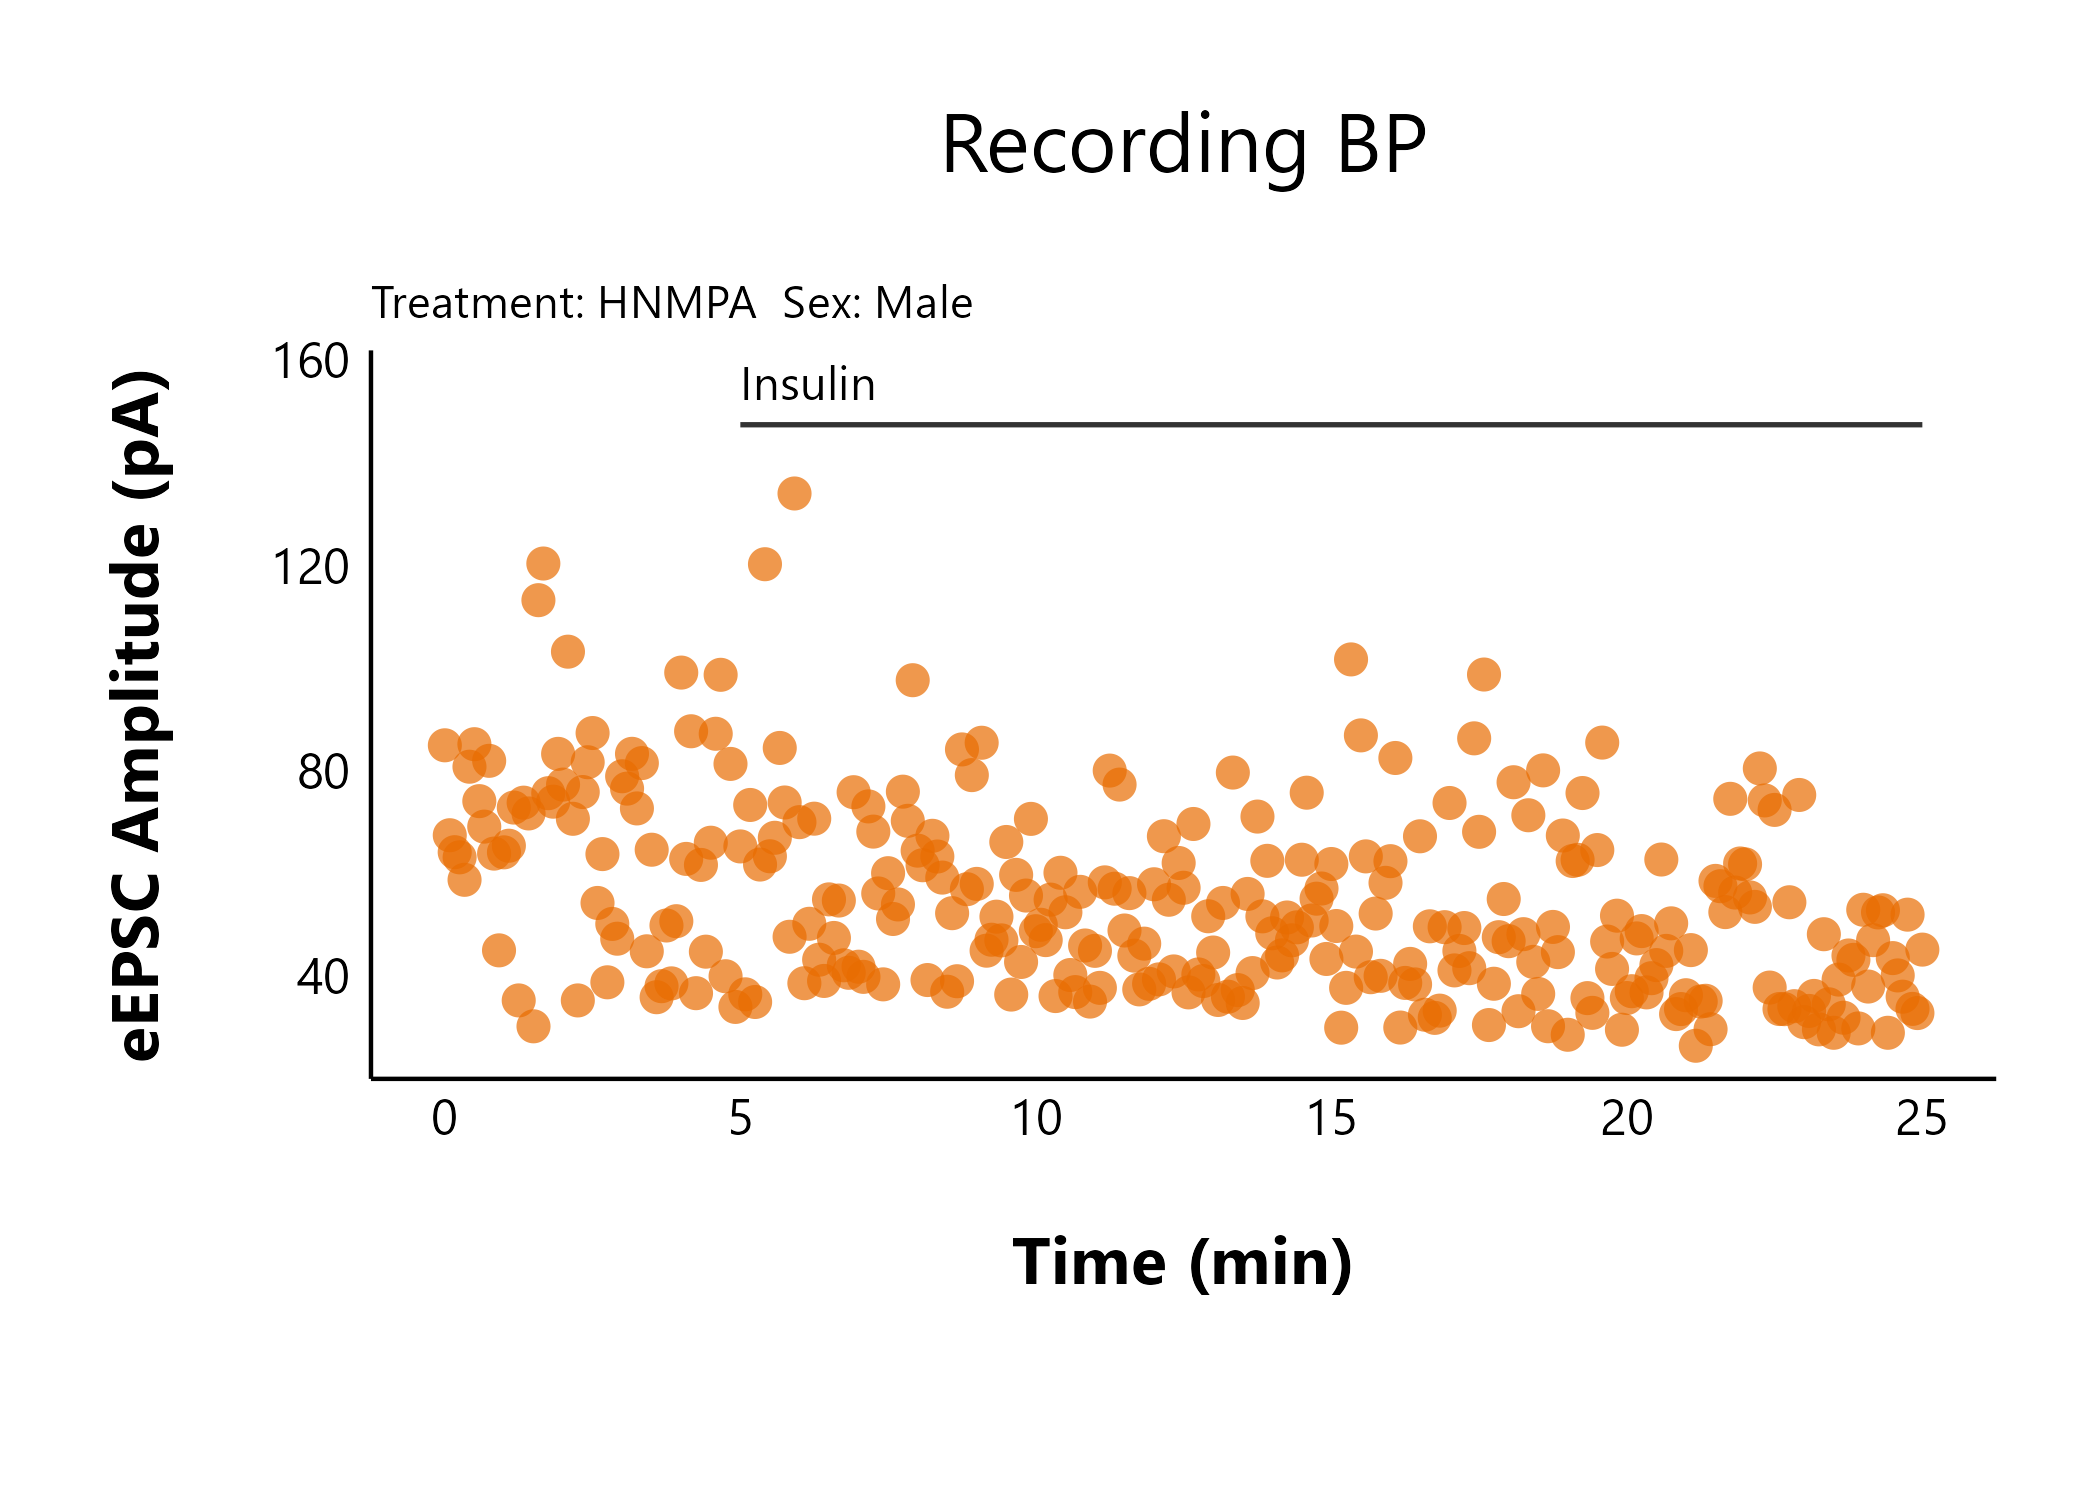 Recording BP
Treatment: HNMPA  Sex: Male
Insulin
160
120
80
40
eEPSC Amplitude (pA)
0 5 10 15 20 25
Time (min)